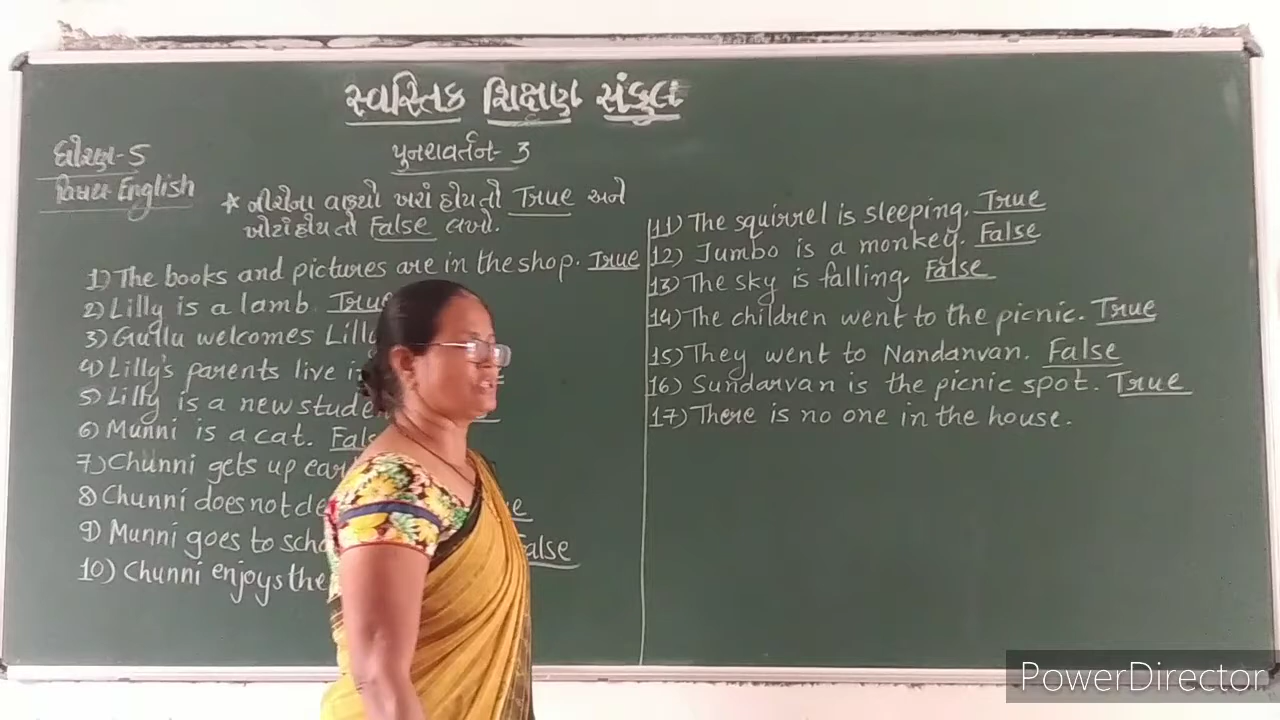 સ્વસ્તિક શિક્ષણ સંકુલ
ધોરણ-5
પુનરાવર્તન- 3
વિષય English
* નીચેના વાક્યો ખરાં હોય તો True અને
ખોટાં હોય તો False લખો.
1) The books and pictures are in the shop. True
2) Lilly is a lamb. True
3) Gullu welcomes Lilly
4) Lilly's parents live
5) Lilly is a new
6) Munni is a cat.
7) Chunni gets up
8) Chunni does not
9) Munni goes to
False
10) Chunni enjoys the
11) The squirrel is sleeping. True
12) Jumbo is a monkey. False
13) The sky is falling. False
14) The children went to the picnic. True
15) They went to Nandanvan. False
16) Sundarvan is the picnic spot. True
17) There is no one in the house.
PowerDirector